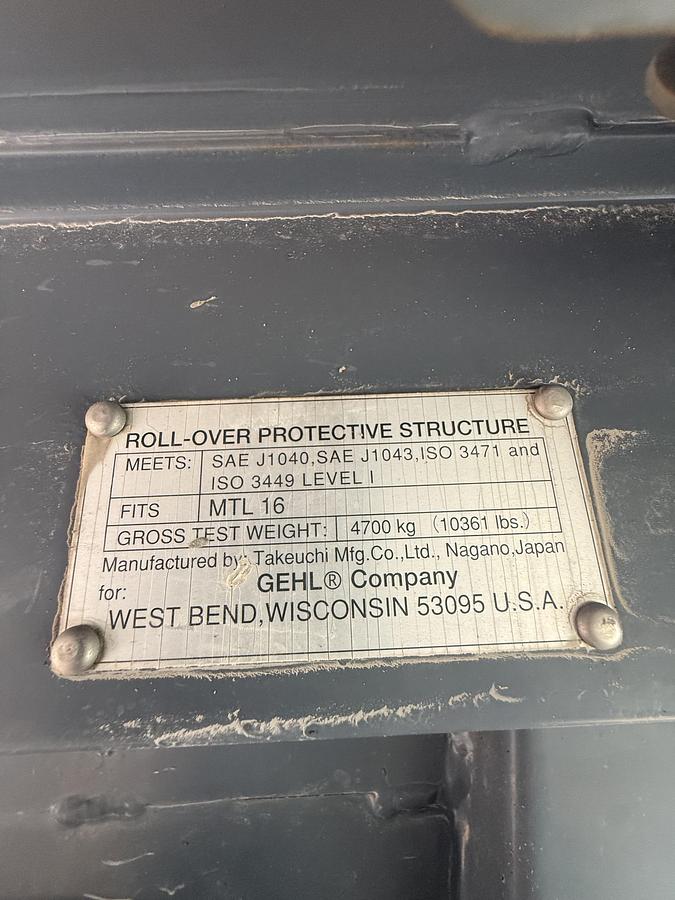 ROLL-OVER PROTECTIVE STRUCTURE
MEETS: SAE J1040,SAE J1043,ISO 3471 and
ISO 3449 LEVEL I
FITS MTL 16
GROSS TEST WEIGHT: 4700 kg (10361 lbs.)
Manufactured by: Takeuchi Mfg.Co.,Ltd., Nagano,Japan
for: GEHL® Company
WEST BEND,WISCONSIN 53095 U.S.A.